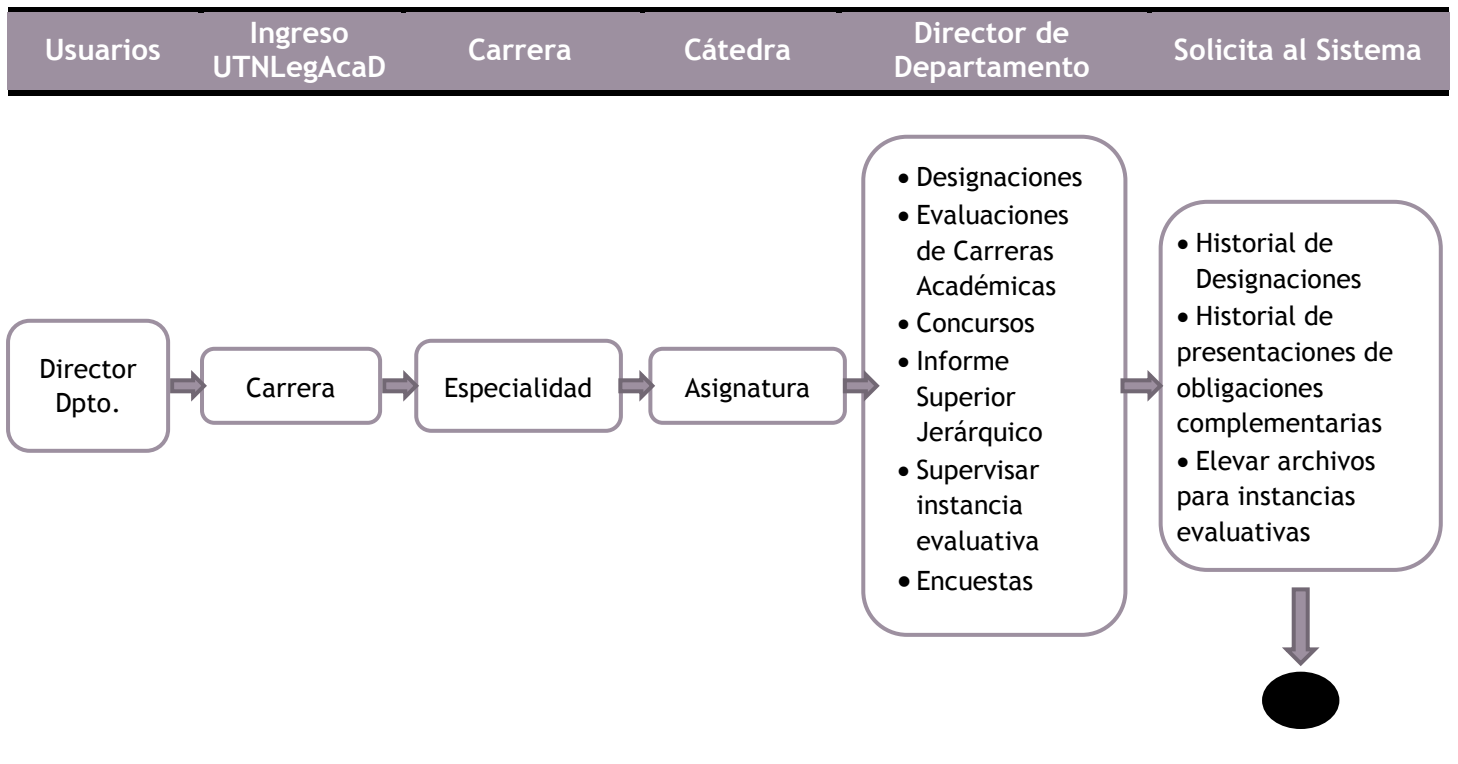 Usuarios
Ingreso
UTNLegAcaD
Carrera
Cátedra
Director de
Departamento
Solicita al Sistema
Director
Dpto.
Carrera
Especialidad
Asignatura
• Designaciones
• Evaluaciones
de Carreras
Académicas
• Concursos
• Informe
Superior
Jerárquico
• Supervisar
instancia
evaluativa
• Encuestas
• Historial de
Designaciones
• Historial de
presentaciones de
obligaciones
complementarias
• Elevar archivos
para instancias
evaluativas